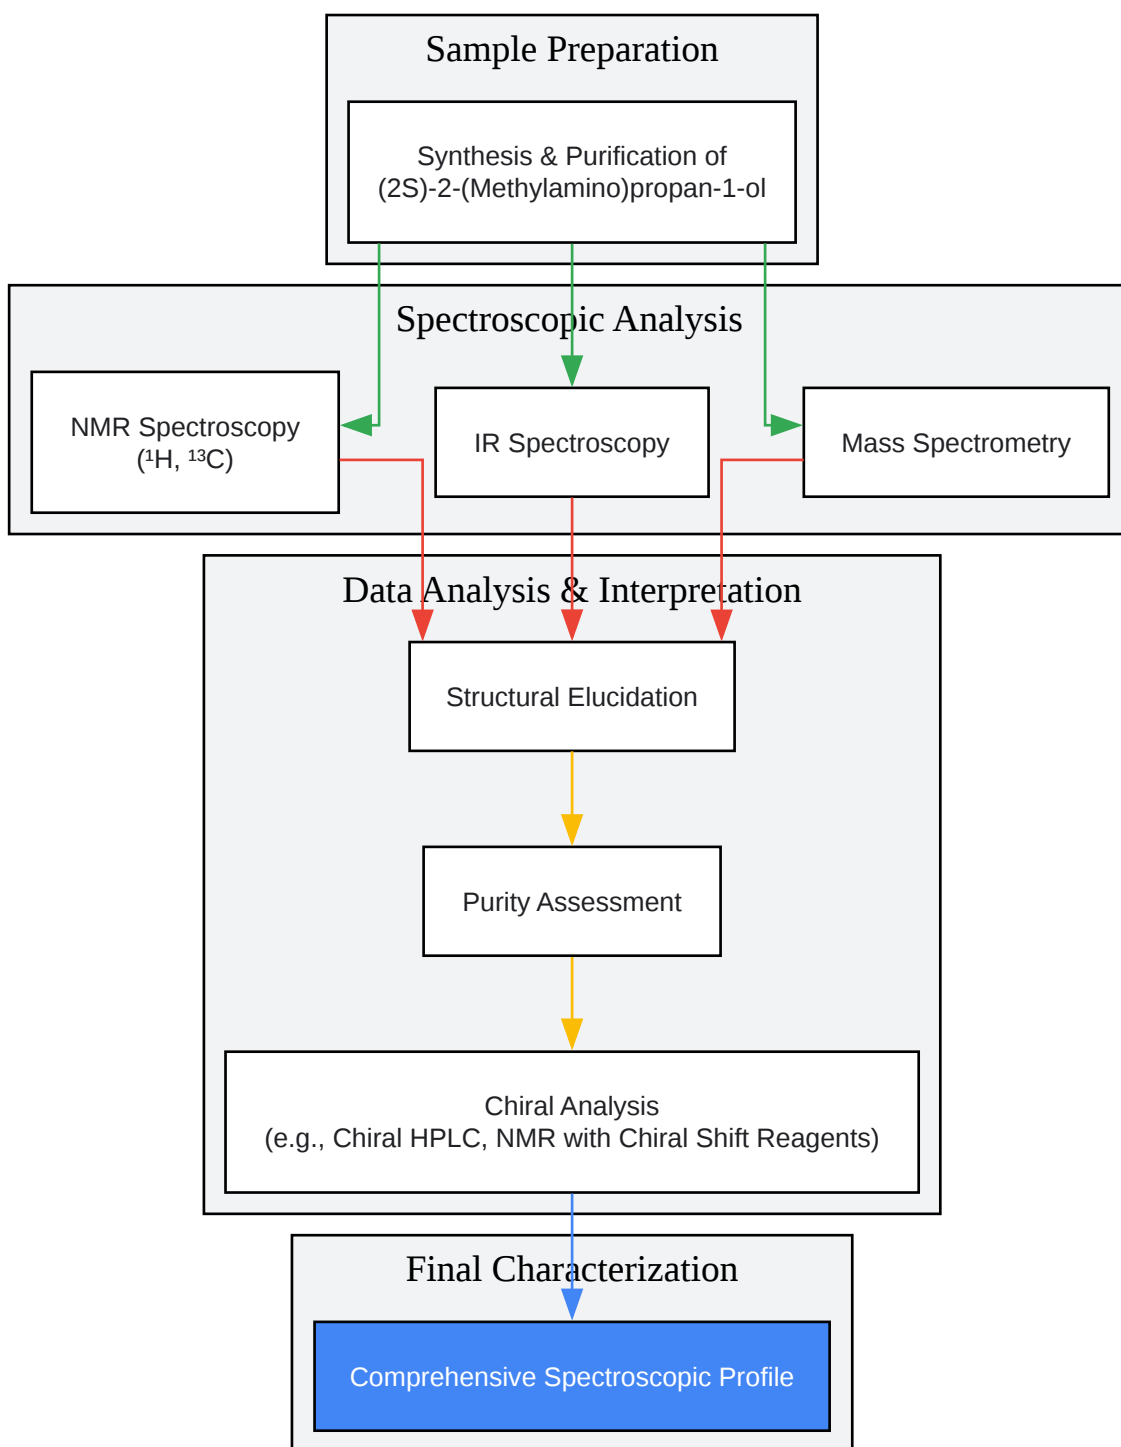 Sample Preparation
Synthesis & Purification of
(2S)-2-(Methylamino)propan-1-ol
Spectroscopic Analysis
NMR Spectroscopy
(¹H, ¹³C)
IR Spectroscopy
Mass Spectrometry
Data Analysis & Interpretation
Structural Elucidation
Purity Assessment
Chiral Analysis
(e.g., Chiral HPLC, NMR with Chiral Shift Reagents)
Final Characterization
Comprehensive Spectroscopic Profile